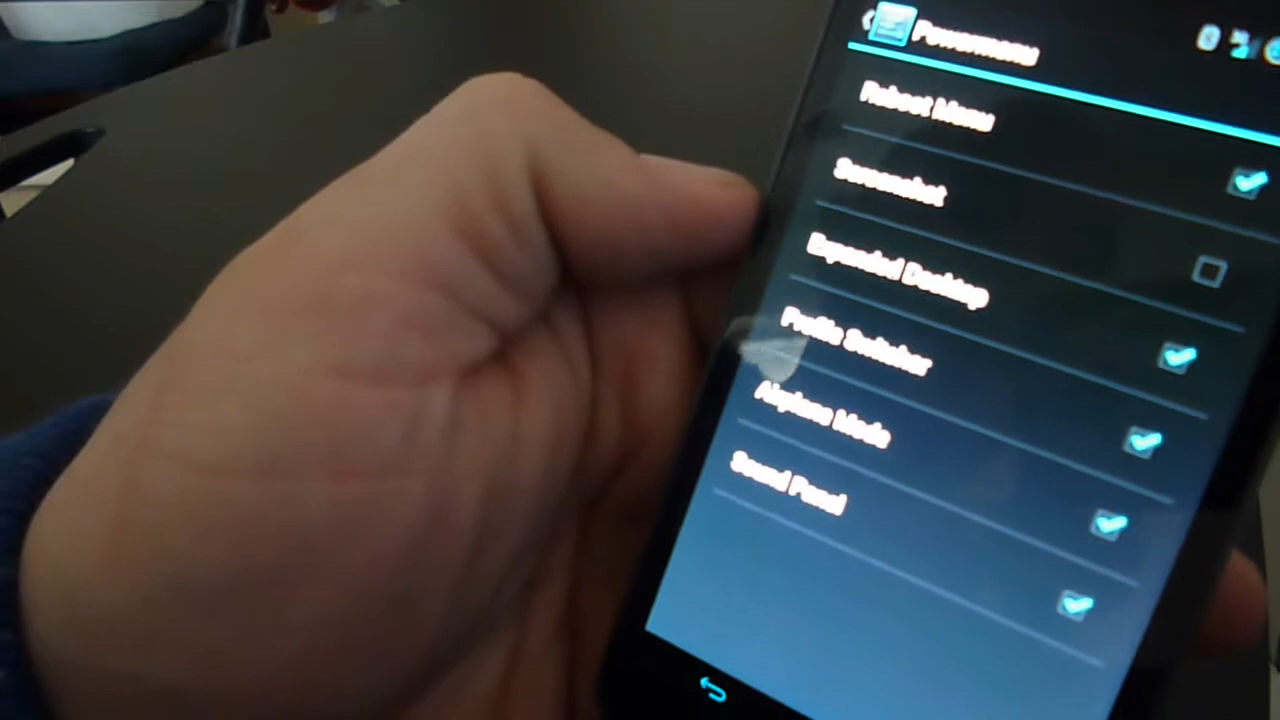 Powermenu
Reboot Menu
Screenshot
Expanded Desktop
Profile Switcher
Airplane Mode
Sound Panel